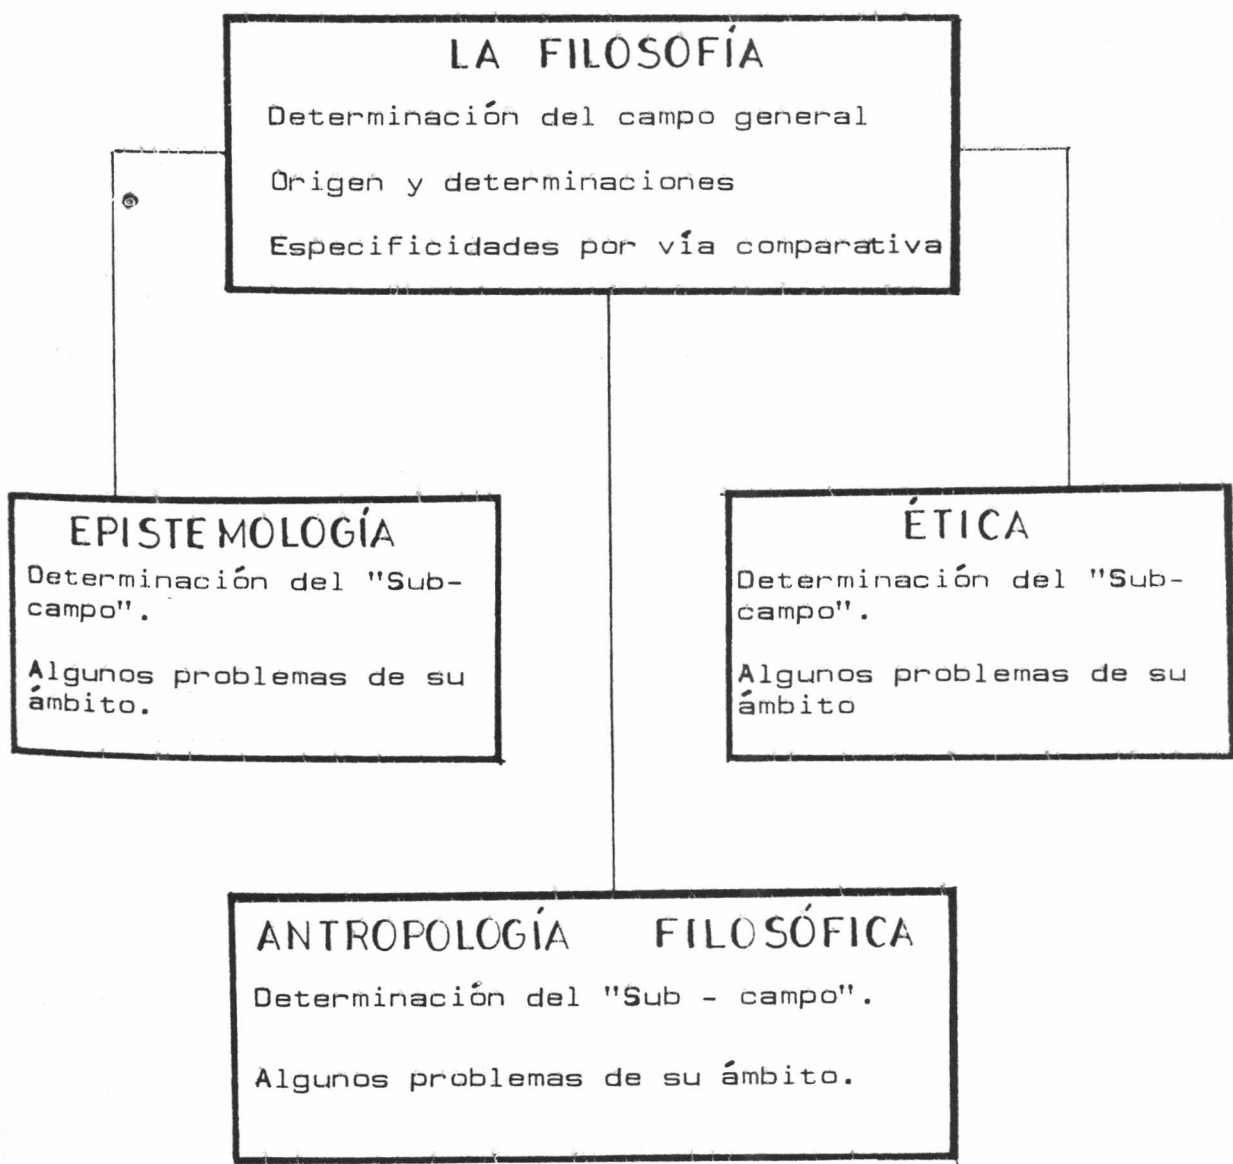 LA FILOSOFÍA
Determinación del campo general
Origen y determinaciones
Especificidades por vía comparativa
EPISTEMOLOGÍA
Determinación del "Sub-
campo".
Algunos problemas de su
ámbito.
ÉTICA
Determinación del "Sub-
campo".
Algunos problemas de su
ámbito
ANTROPOLOGÍA FILOSÓFICA
Determinación del "Sub - campo".
Algunos problemas de su ámbito.